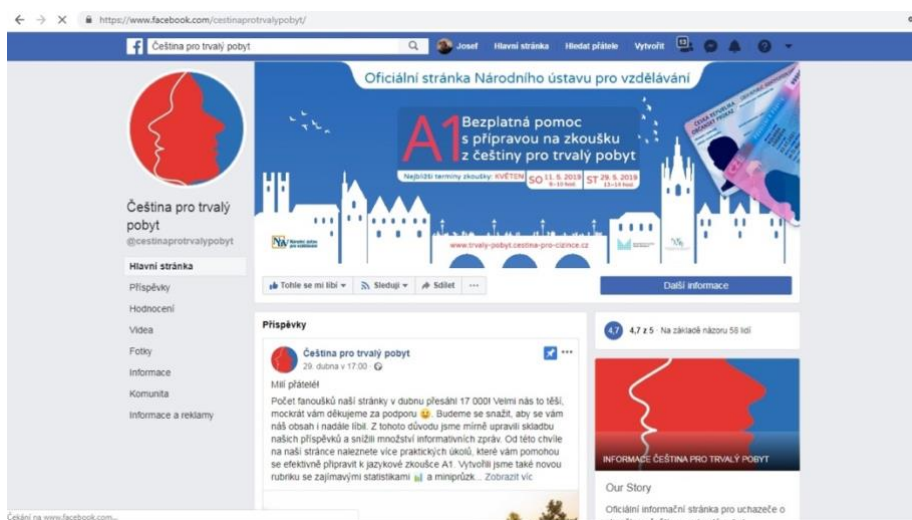 https://www.facebook.com/cestinaprotrvalypobyt/
Čeština pro trvalý pobyt
Josef Hlavní stránka Hledat přátele Vytvořit
Oficiální stránka Národního ústavu pro vzdělávání
A1
Bezplatná pomoc
s přípravou na zkoušku
z češtiny pro trvalý pobyt
Nejbližší termíny zkoušky: KVĚTEN
SO 11. 5. 2019
9–10 hod.
ST 29. 5. 2019
13–14 hod.
www.trvaly-pobyt.cestina-pro-cizince.cz
Čeština pro trvalý
pobyt
@cestinaprotrvalypobyt
Hlavní stránka
Příspěvky
Hodnocení
Videa
Fotky
Informace
Komunita
Informace a reklamy
Tohle se mi líbí Sleduji Sdílet ...
Další informace
Příspěvky
Čeština pro trvalý pobyt
29. dubna v 17:00
Milí přátelé!
Počet fanoušků naší stránky v dubnu přesáhl 17 000! Velmi nás to těší,
mockrát vám děkujeme za podporu 😉. Budeme se snažit, aby se vám
náš obsah i nadále líbil. Z tohoto důvodu jsme mírně upravili skladbu
našich příspěvků a snížili množství informativních zpráv. Od této chvíle
na naší stránce naleznete více praktických úkolů, které vám pomohou
se efektivně připravit k jazykové zkoušce A1. Vytvořili jsme také novou
rubriku se zajímavými statistikami 📊 a miniprůzk... Zobrazit víc
4,7
4,7 z 5 · Na základě názoru 58 lidí
INFORMACE ČEŠTINA PRO TRVALÝ POBYT
Our Story
Oficiální informační stránka pro uchazeče o
Čekání na www.facebook.com...